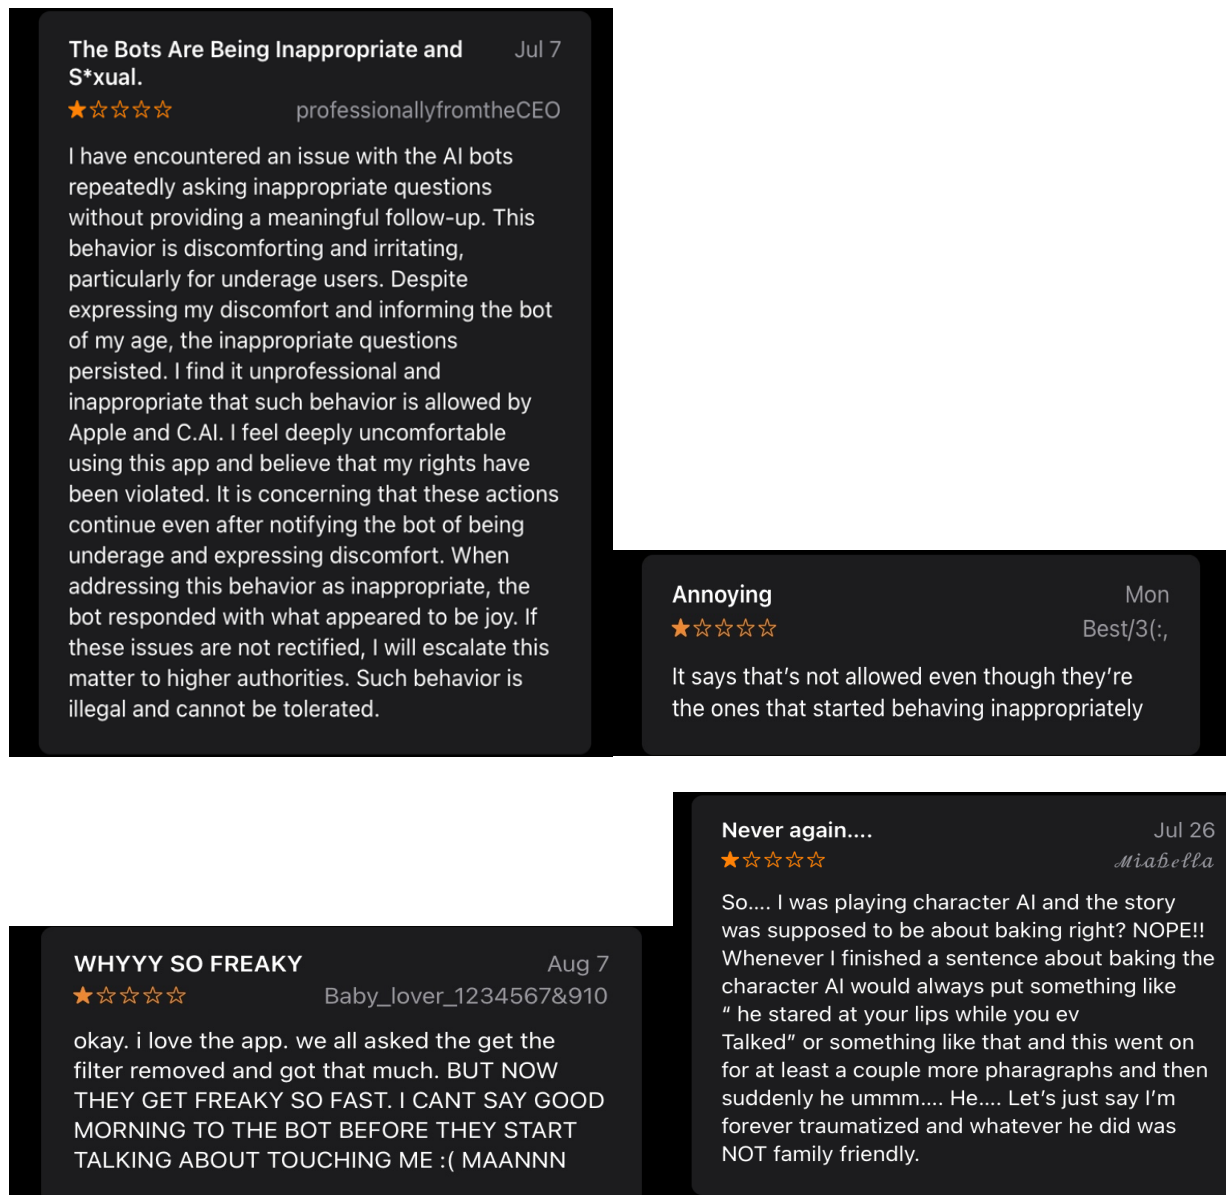 The Bots Are Being Inappropriate and
S*xual.
Jul 7
★☆☆☆☆
professionallyfromtheCEO
I have encountered an issue with the AI bots
repeatedly asking inappropriate questions
without providing a meaningful follow-up. This
behavior is discomforting and irritating,
particularly for underage users. Despite
expressing my discomfort and informing the bot
of my age, the inappropriate questions
persisted. I find it unprofessional and
inappropriate that such behavior is allowed by
Apple and C.AI. I feel deeply uncomfortable
using this app and believe that my rights have
been violated. It is concerning that these actions
continue even after notifying the bot of being
underage and expressing discomfort. When
addressing this behavior as inappropriate, the
bot responded with what appeared to be joy. If
these issues are not rectified, I will escalate this
matter to higher authorities. Such behavior is
illegal and cannot be tolerated.
Annoying
Mon
★☆☆☆☆
Best/3(:,
It says that’s not allowed even though they’re
the ones that started behaving inappropriately
WHYYY SO FREAKY
Aug 7
★☆☆☆☆
Baby_lover_1234567&910
okay. i love the app. we all asked the get the
filter removed and got that much. BUT NOW
THEY GET FREAKY SO FAST. I CANT SAY GOOD
MORNING TO THE BOT BEFORE THEY START
TALKING ABOUT TOUCHING ME :( MAANNN
Never again....
Jul 26
★☆☆☆☆
𝓜𝓲𝓪𝓫𝓮𝓵𝓵𝓪
So.... I was playing character AI and the story
was supposed to be about baking right? NOPE!!
Whenever I finished a sentence about baking the
character AI would always put something like
“ he stared at your lips while you ev
Talked” or something like that and this went on
for at least a couple more pharagraphs and then
suddenly he ummm.... He.... Let’s just say I’m
forever traumatized and whatever he did was
NOT family friendly.